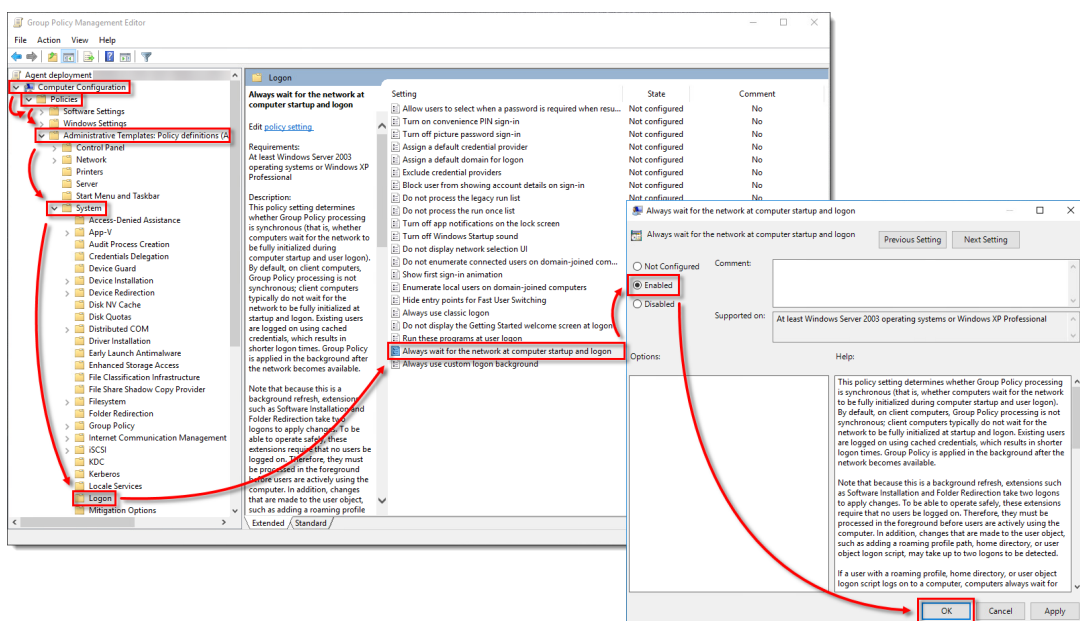 Group Policy Management Editor
File Action View Help
Agent deployment
Computer Configuration
Policies
Software Settings
Windows Settings
Administrative Templates: Policy definitions (A
Control Panel
Network
Printers
Server
Start Menu and Taskbar
System
Access-Denied Assistance
App-V
Audit Process Creation
Credentials Delegation
Device Guard
Device Installation
Device Redirection
Disk NV Cache
Disk Quotas
Distributed COM
Driver Installation
Early Launch Antimalware
Enhanced Storage Access
File Classification Infrastructure
File Share Shadow Copy Provider
Filesystem
Folder Redirection
Group Policy
Internet Communication Management
iSCSI
KDC
Kerberos
Locale Services
Logon
Mitigation Options
Logon
Always wait for the network at
computer startup and logon
Edit policy setting
Requirements:
At least Windows Server 2003
operating systems or Windows XP
Professional
Description:
This policy setting determines
whether Group Policy processing
is synchronous (that is, whether
computers wait for the network to
be fully initialized during
computer startup and user logon).
By default, on client computers,
Group Policy processing is not
synchronous; client computers
typically do not wait for the
network to be fully initialized at
startup and logon. Existing users
are logged on using cached
credentials, which results in
shorter logon times. Group Policy
is applied in the background after
the network becomes available.
Note that because this is a
background refresh, extensions
such as Software Installation and
Folder Redirection take two
logons to apply changes. To be
able to operate safely, these
extensions require that no users be
logged on. Therefore, they must
be processed in the foreground
before users are actively using the
computer. In addition, changes
that are made to the user object,
such as adding a roaming profile
Extended Standard
Setting State Comment
Allow users to select when a password is required when resu... Not configured No
Turn on convenience PIN sign-in Not configured No
Turn off picture password sign-in Not configured No
Assign a default credential provider Not configured No
Assign a default domain for logon Not configured No
Exclude credential providers Not configured No
Block user from showing account details on sign-in Not configured No
Do not process the legacy run list Not configured No
Do not process the run once list
Turn off app notifications on the lock screen
Turn off Windows Startup sound
Do not display network selection UI
Do not enumerate connected users on domain-joined com...
Show first sign-in animation
Enumerate local users on domain-joined computers
Hide entry points for Fast User Switching
Always use classic logon
Do not display the Getting Started welcome screen at logon
Run these programs at user logon
Always wait for the network at computer startup and logon
Always use custom logon background
Always wait for the network at computer startup and logon
Always wait for the network at computer startup and logon
Previous Setting Next Setting
Not Configured Comment:
Enabled
Disabled
Supported on: At least Windows Server 2003 operating systems or Windows XP Professional
Options: Help:
This policy setting determines whether Group Policy processing
is synchronous (that is, whether computers wait for the network
to be fully initialized during computer startup and user logon).
By default, on client computers, Group Policy processing is not
synchronous; client computers typically do not wait for the
network to be fully initialized at startup and logon. Existing users
are logged on using cached credentials, which results in shorter
logon times. Group Policy is applied in the background after the
network becomes available.
Note that because this is a background refresh, extensions such
as Software Installation and Folder Redirection take two logons
to apply changes. To be able to operate safely, these extensions
require that no users be logged on. Therefore, they must be
processed in the foreground before users are actively using the
computer. In addition, changes that are made to the user object,
such as adding a roaming profile path, home directory, or user
object logon script, may take up to two logons to be detected.
If a user with a roaming profile, home directory, or user object
logon script logs on to a computer, computers always wait for
OK Cancel Apply